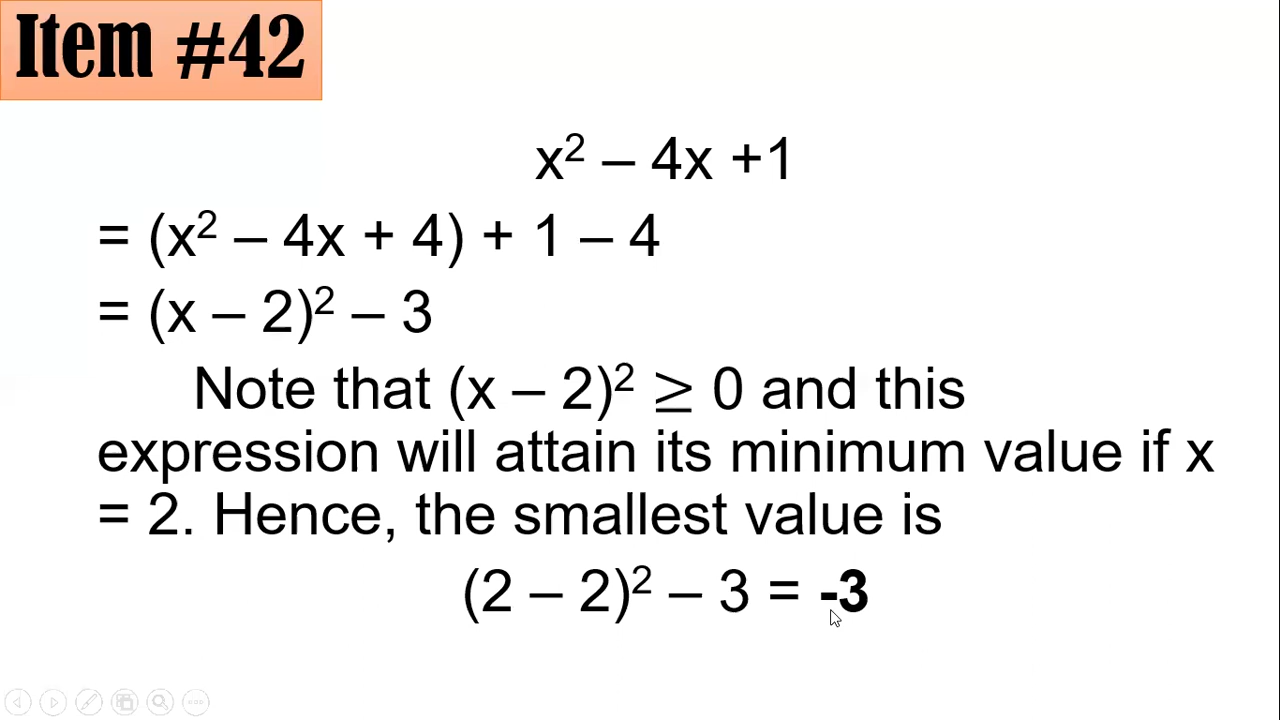 Item #42
x² – 4x +1
= (x² – 4x + 4) + 1 – 4
= (x – 2)² – 3
Note that (x – 2)² ≥ 0 and this
expression will attain its minimum value if x
= 2. Hence, the smallest value is
(2 – 2)² – 3 = -3